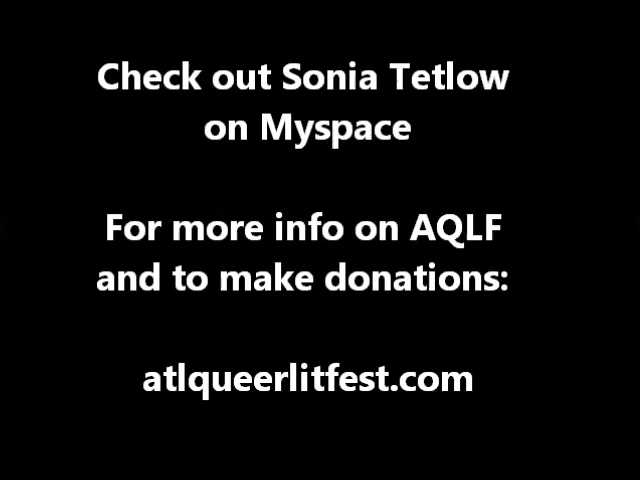 Check out Sonia Tetlow
on Myspace
For more info on AQLF
and to make donations:
atlqueerlitfest.com